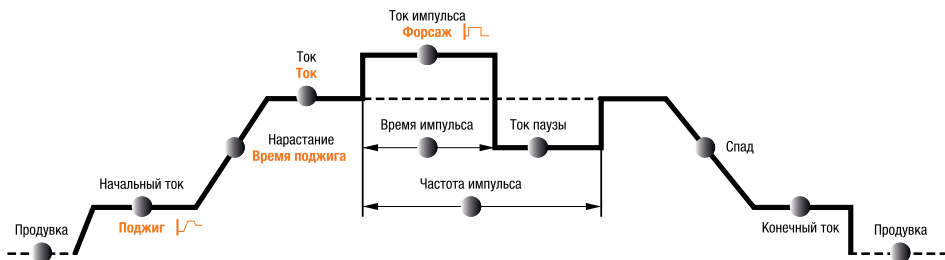 Ток импульса
Форсаж
Ток
Ток
Время импульса
Ток паузы
Нарастание
Время поджига
Спад
Начальный ток
Частота импульса
Поджиг
Продувка
Конечный ток
Продувка